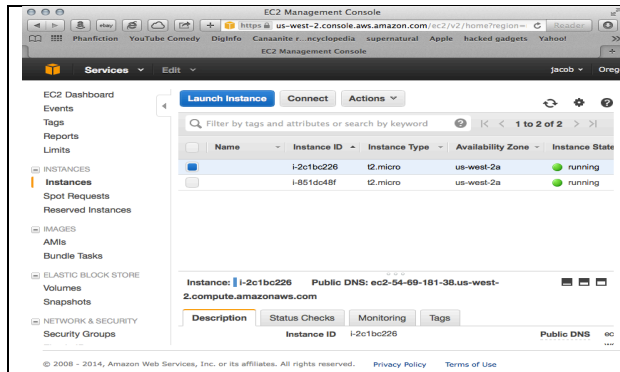 EC2 Management Console
https us-west-2.console.aws.amazon.com/ec2/v2/home?region= Reader
Phanfiction YouTube Comedy DigInfo Canaanite r...ncyclopedia supernatural Apple hacked gadgets Yahoo!
EC2 Management Console
Services Edit jacob Oreg
EC2 Dashboard
Events
Tags
Reports
Limits
INSTANCES
Instances
Spot Requests
Reserved Instances
IMAGES
AMIs
Bundle Tasks
ELASTIC BLOCK STORE
Volumes
Snapshots
NETWORK & SECURITY
Security Groups
Launch Instance Connect Actions
Filter by tags and attributes or search by keyword 1 to 2 of 2
Name Instance ID Instance Type Availability Zone Instance State
i-2c1bc226 t2.micro us-west-2a running
i-851dc48f t2.micro us-west-2a running
Instance: i-2c1bc226 Public DNS: ec2-54-69-181-38.us-west-
2.compute.amazonaws.com
Description Status Checks Monitoring Tags
Instance ID i-2c1bc226 Public DNS ec
© 2008 - 2014, Amazon Web Services, Inc. or its affiliates. All rights reserved. Privacy Policy Terms of Use